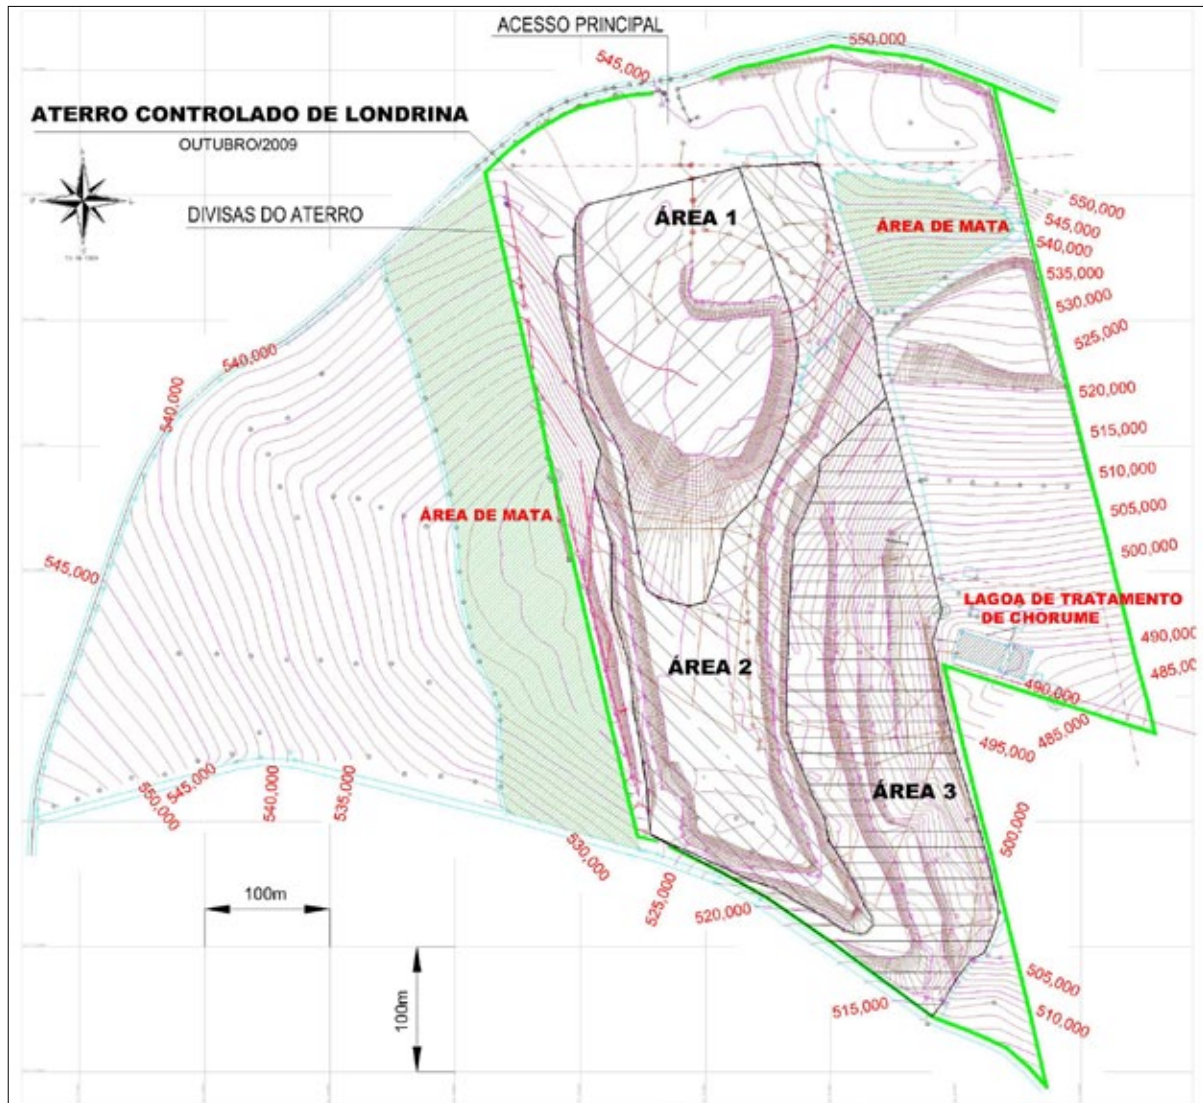 ACESSO PRINCIPAL
550,000
545,000
ATERRO CONTROLADO DE LONDRINA
OUTUBRO/2009
DIVISAS DO ATERRO
ÁREA 1
ÁREA DE MATA
550,000
545,000
540,000
535,000
530,000
525,000
520,000
515,000
510,000
505,000
500,000
540,000
540,000
ÁREA DE MATA
545,000
LAGOA DE TRATAMENTO
DE CHORUME
490,000
485,00
490,000
485,000
495,000
ÁREA 2
ÁREA 3
550,000
545,000
540,000
535,000
530,000
525,000
520,000
515,000
500,000
505,000
510,000
100m
100m